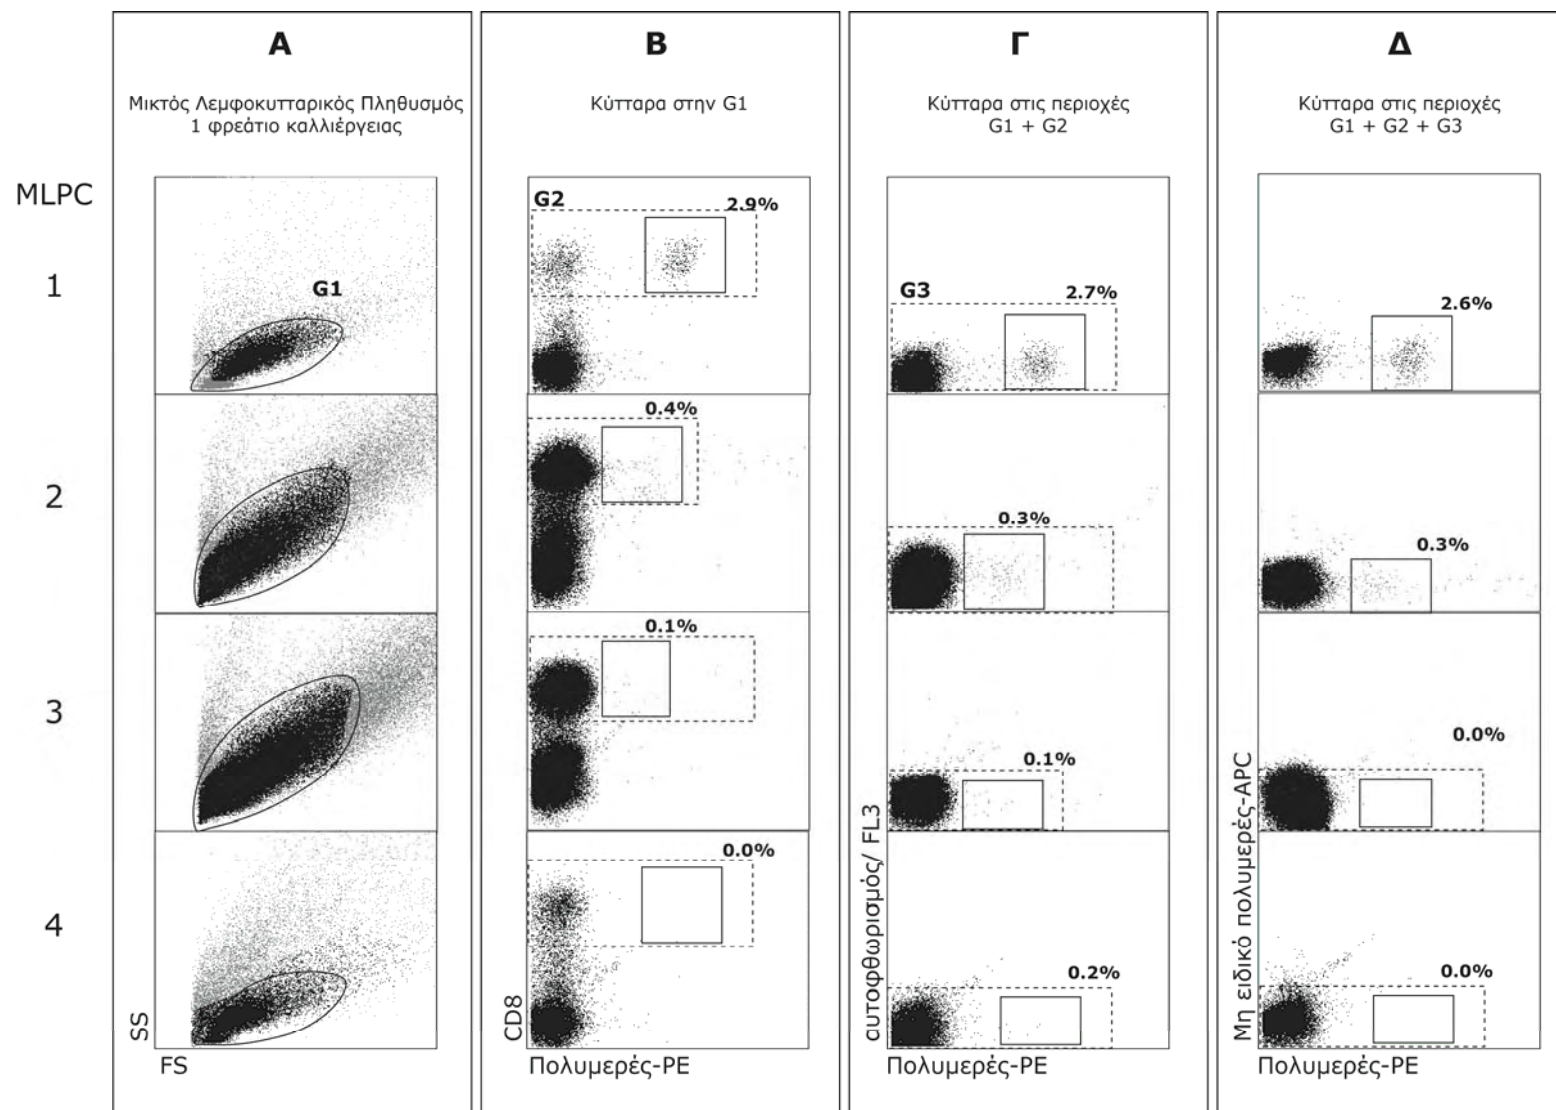 Α
Μικτός Λεμφοκυτταρικός Πληθυσμός
1 φρεάτιο καλλιέργειας
Β
Κύτταρα στην G1
Γ
Κύτταρα στις περιοχές
G1 + G2
Δ
Κύτταρα στις περιοχές
G1 + G2 + G3
MLPC
1
G1
G2
2.9%
G3
2.7%
2.6%
2
0.4%
0.3%
0.3%
3
0.1%
0.1%
0.0%
4
0.0%
0.2%
0.0%
SS
FS
CD8
Πολυμερές-PE
αυτοφθωρισμός/ FL3
Πολυμερές-PE
Μη ειδικό πολυμερές-APC
Πολυμερές-PE